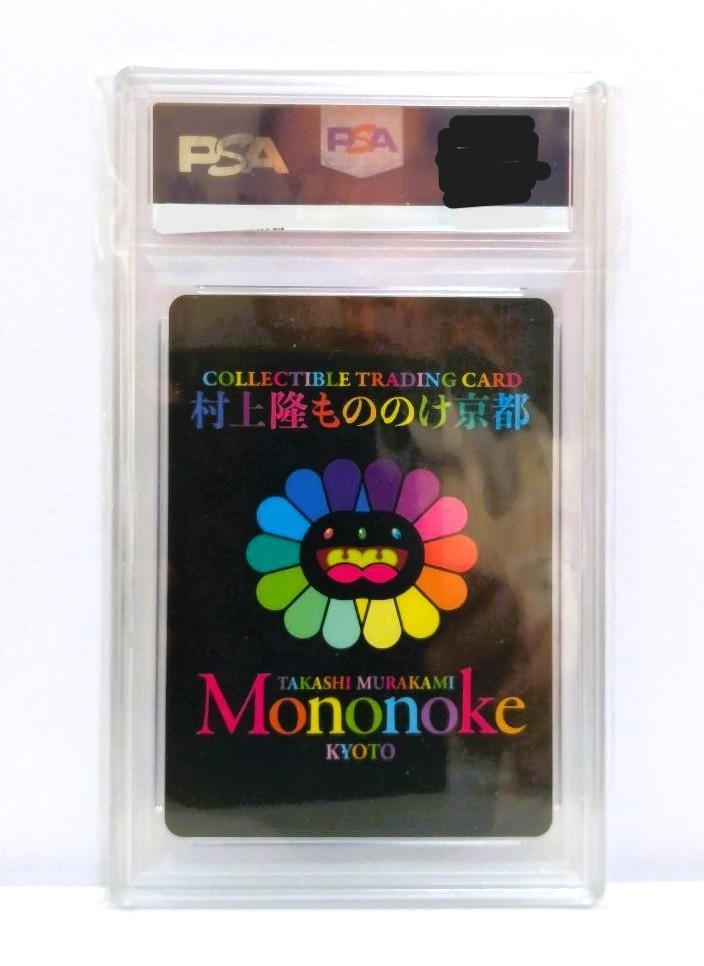 PSA
PSA
COLLECTIBLE TRADING CARD
村上隆もののけ京都
TAKASHI MURAKAMI
Mononoke
KYOTO